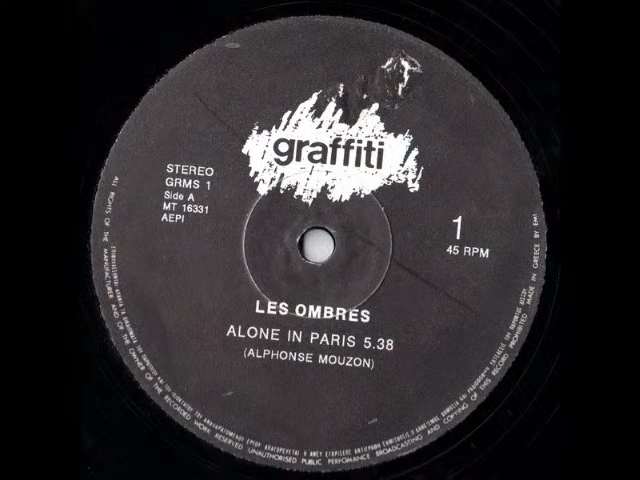 graffiti
STEREO
GRMS 1
Side A
MT 16331
AEPI
1
45 RPM
LES OMBRES
ALONE IN PARIS 5.38
(ALPHONSE MOUZON)
ALL RIGHTS OF THE MANUFACTURER AND OF THE OWNER OF THE RECORDED WORK RESERVED UNAUTHORISED PUBLIC PERFOMANCE BROADCASTING AND COPYING OF THIS RECORD PROHIBITED MADE IN GREECE BY EMI